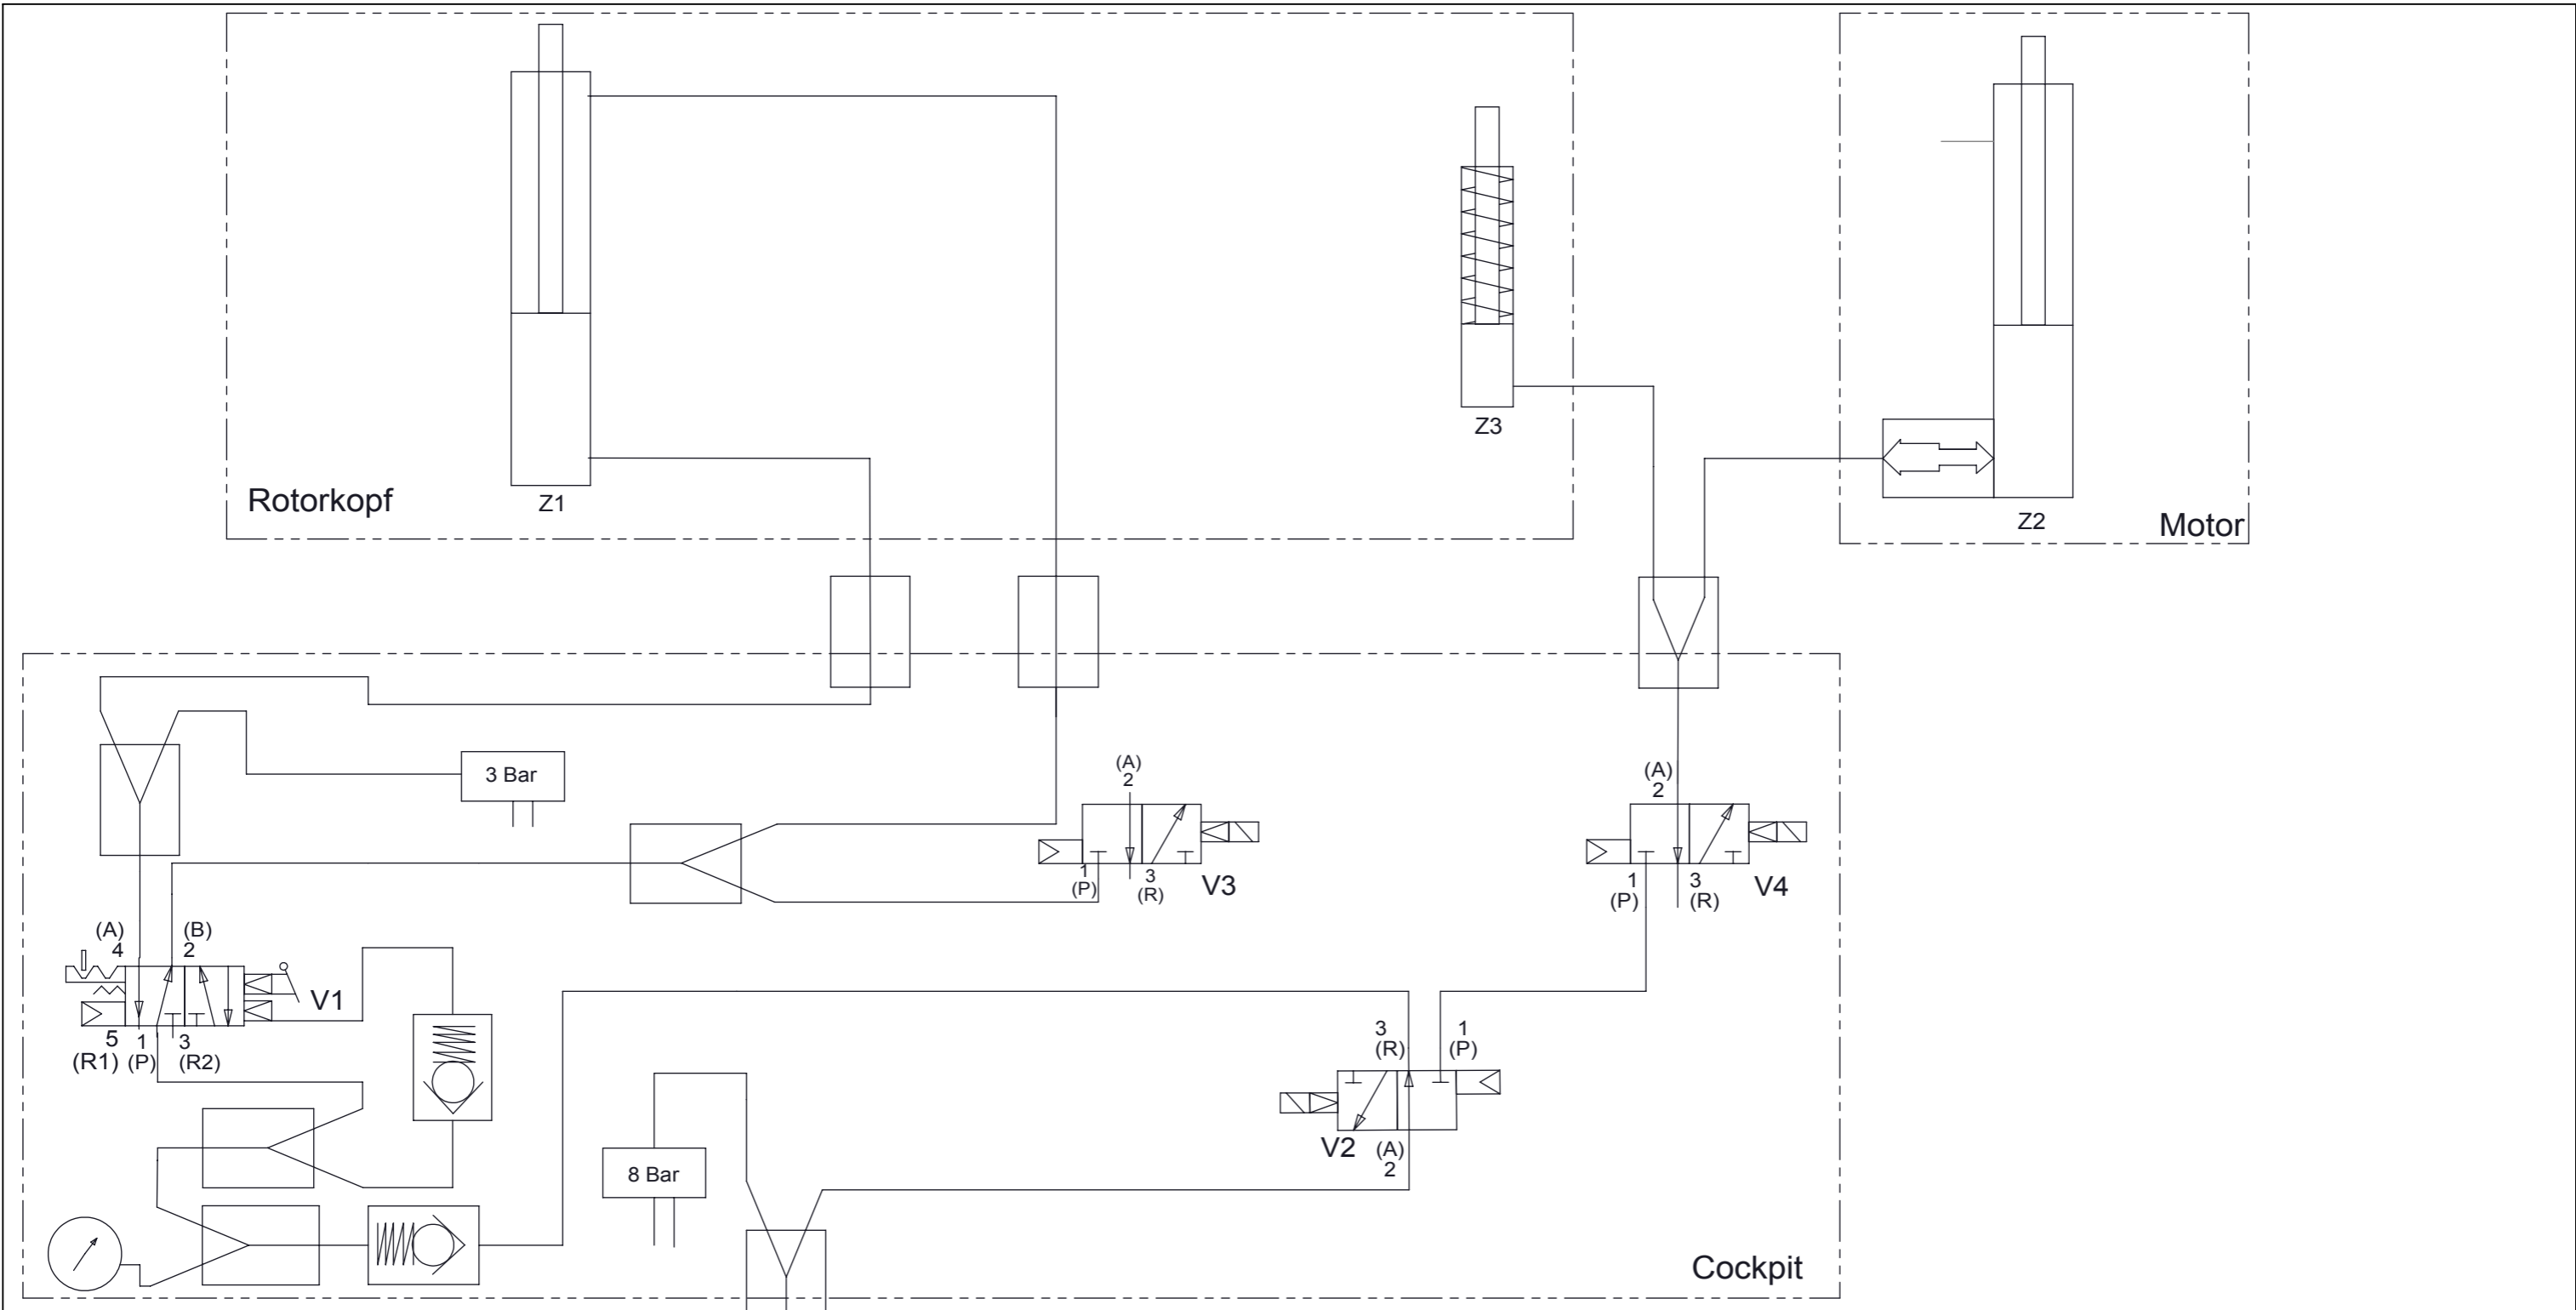 Z3
Rotorkopf
Z1
Z2
Motor
3 Bar
(A)
2
(A)
2
1
(P)
3
(R)
V3
1
(P)
3
(R)
V4
(A)
4
(B)
2
V1
5
(R1)
1
(P)
3
(R2)
3
(R)
1
(P)
V2
(A)
2
8 Bar
Cockpit